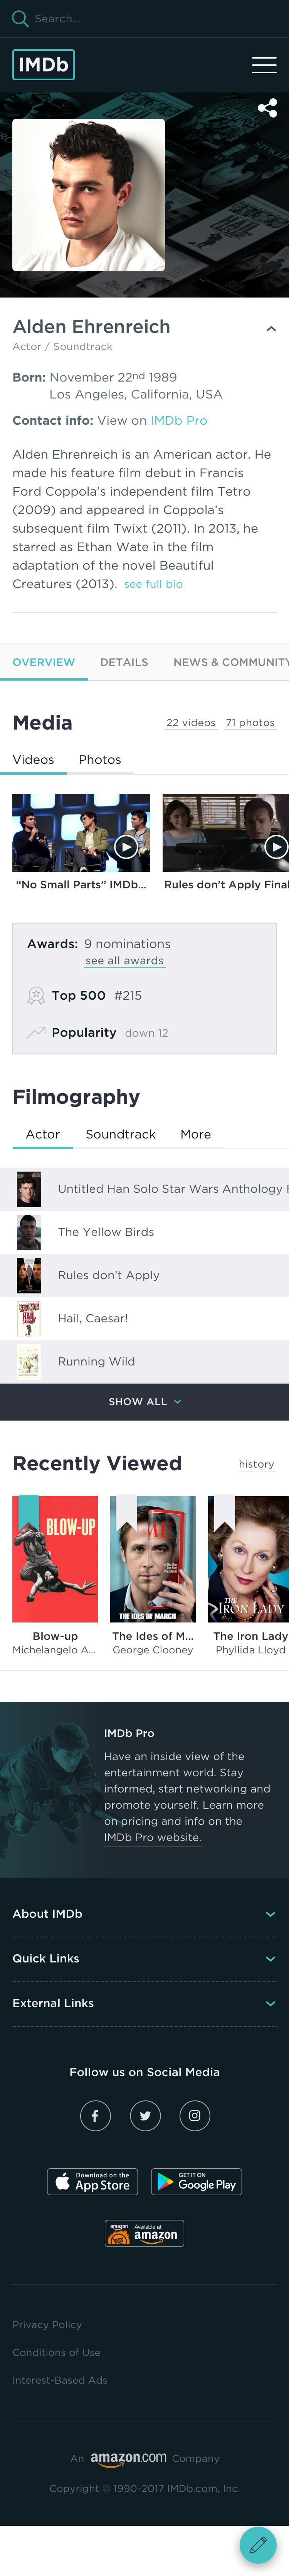 Search...
IMDb
Alden Ehrenreich
Actor / Soundtrack
Born: November 22nd 1989
Los Angeles, California, USA
Contact info: View on IMDb Pro
Alden Ehrenreich is an American actor. He
made his feature film debut in Francis
Ford Coppola's independent film Tetro
(2009) and appeared in Coppola's
subsequent film Twixt (2011). In 2013, he
starred as Ethan Wate in the film
adaptation of the novel Beautiful
Creatures (2013). see full bio
OVERVIEW DETAILS NEWS & COMMUNITY
Media 22 videos 71 photos
Videos Photos
“No Small Parts” IMDb... Rules don't Apply Final
Awards: 9 nominations
see all awards
Top 500 #215
Popularity down 12
Filmography
Actor Soundtrack More
Untitled Han Solo Star Wars Anthology
The Yellow Birds
Rules don't Apply
Hail, Caesar!
Running Wild
SHOW ALL
Recently Viewed history
BLOW-UP
THE IDES OF MARCH
THE
IRON LADY
Blow-up The Ides of M... The Iron Lady
Michelangelo A... George Clooney Phyllida Lloyd
IMDb Pro
Have an inside view of the
entertainment world. Stay
informed, start networking and
promote yourself. Learn more
on pricing and info on the
IMDb Pro website.
About IMDb
Quick Links
External Links
Follow us on Social Media
Download on the
App Store
GET IT ON
Google Play
amazon
Available at
amazon
Privacy Policy
Conditions of Use
Interest-Based Ads
An amazon.com Company
Copyright © 1990-2017 IMDb.com, Inc.